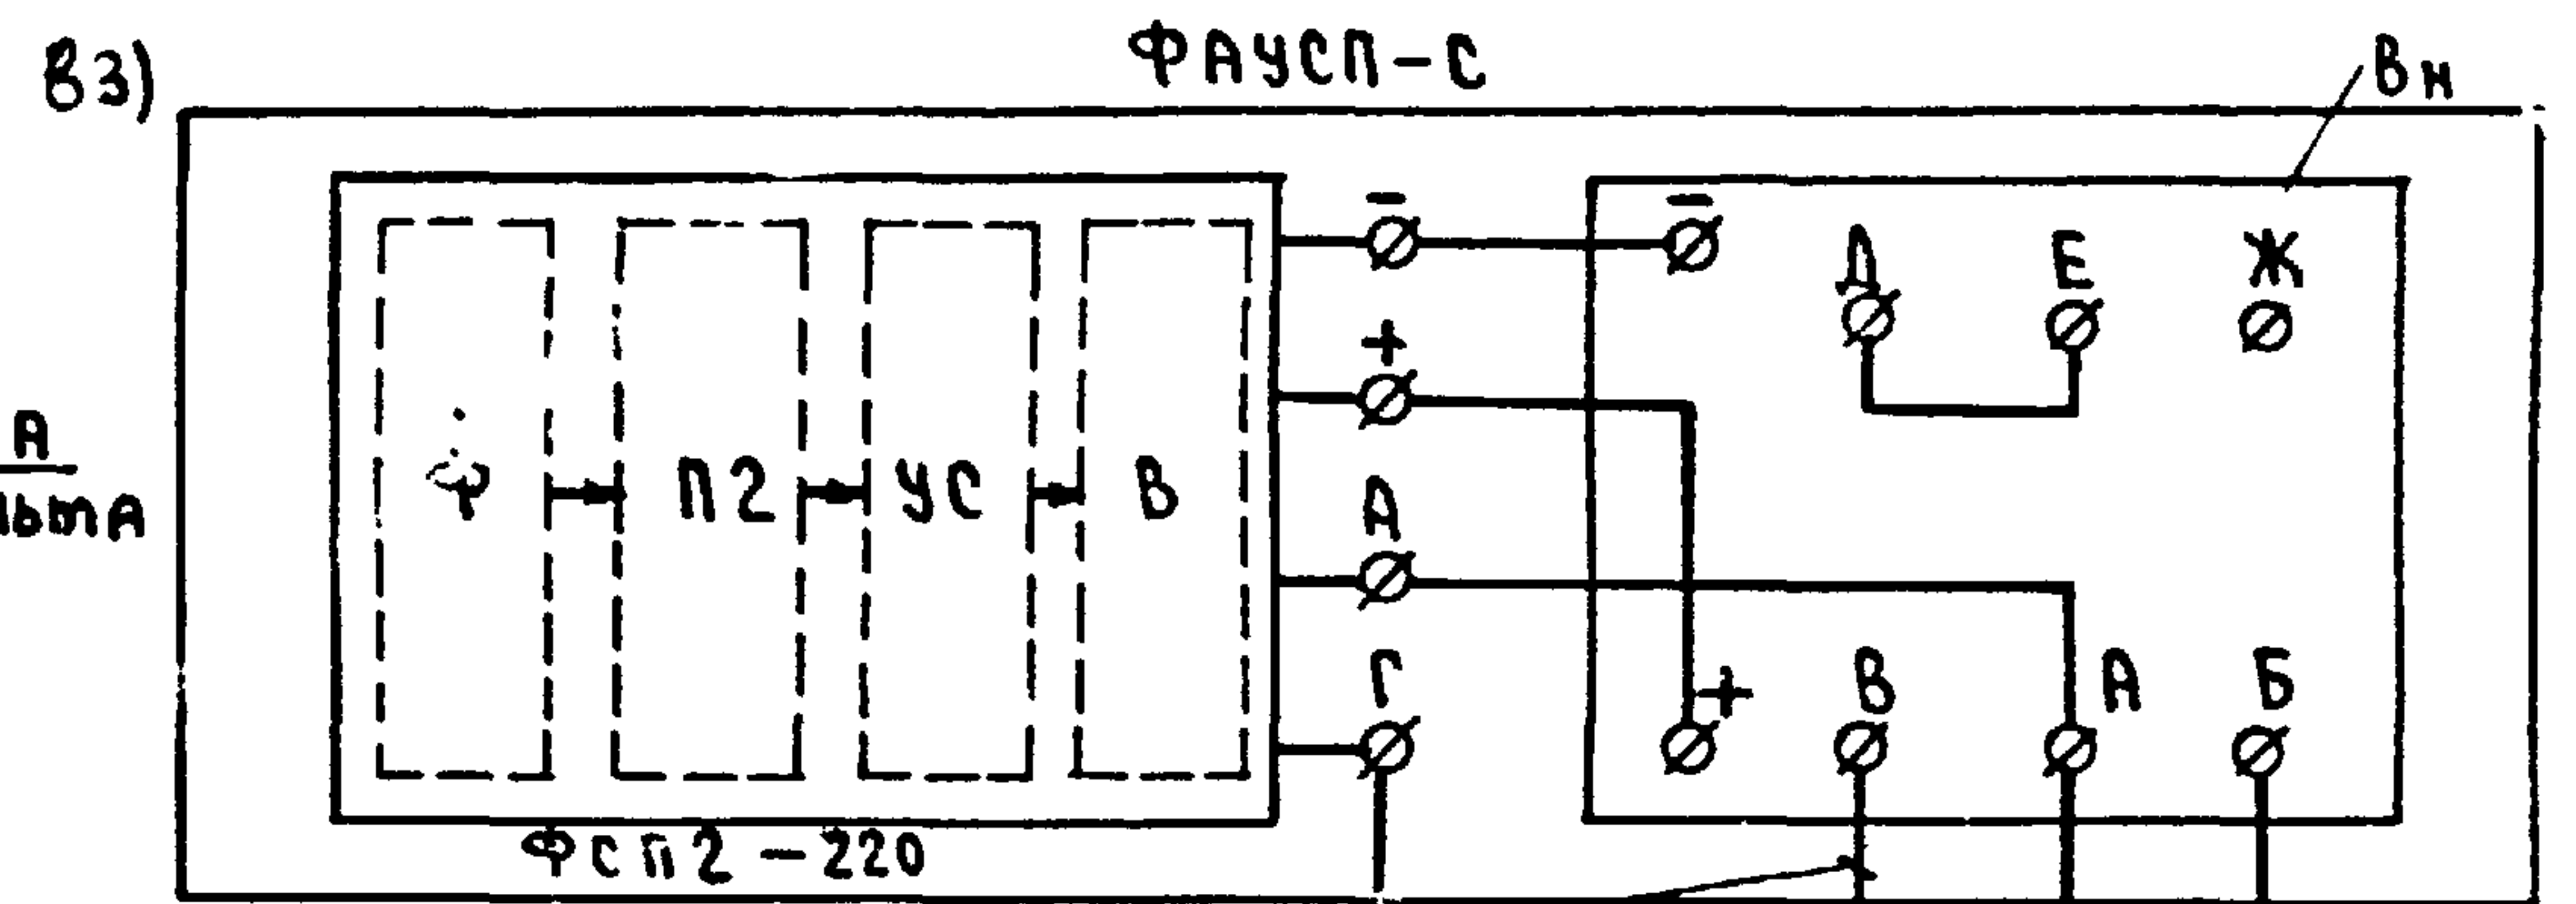 в3)
ФАУСП-С
Вн
- -
Д Е Ж
+
А
Ф П2 УС В
А
Г
+ В А Б
ФСП2-220